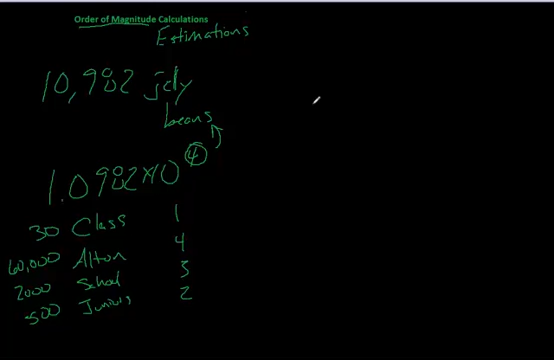 Order of Magnitude Calculations
Estimations
10,982 jelly
beans
1.0982×10 4
30 Class 1
60,000 Alton 4
2000 School 3
500 Juniors 2